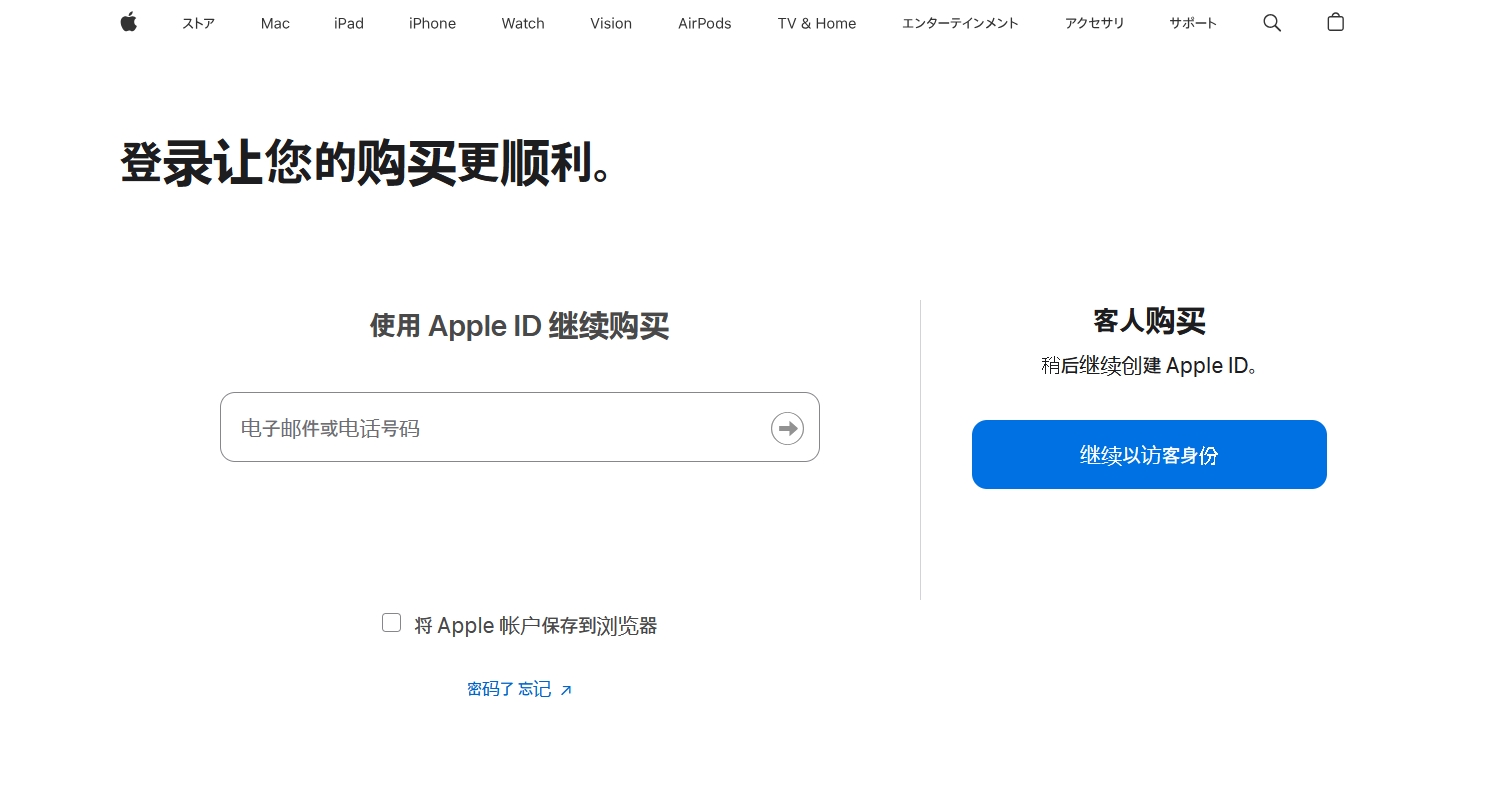 ストア Mac iPad iPhone Watch Vision AirPods TV & Home エンターテインメント アクセサリ サポート
登录让您的购买更顺利。
使用 Apple ID 继续购买
电子邮件或电话号码
将 Apple 帐户保存到浏览器
密码了忘记
客人购买
稍后继续创建 Apple ID。
继续以访客身份